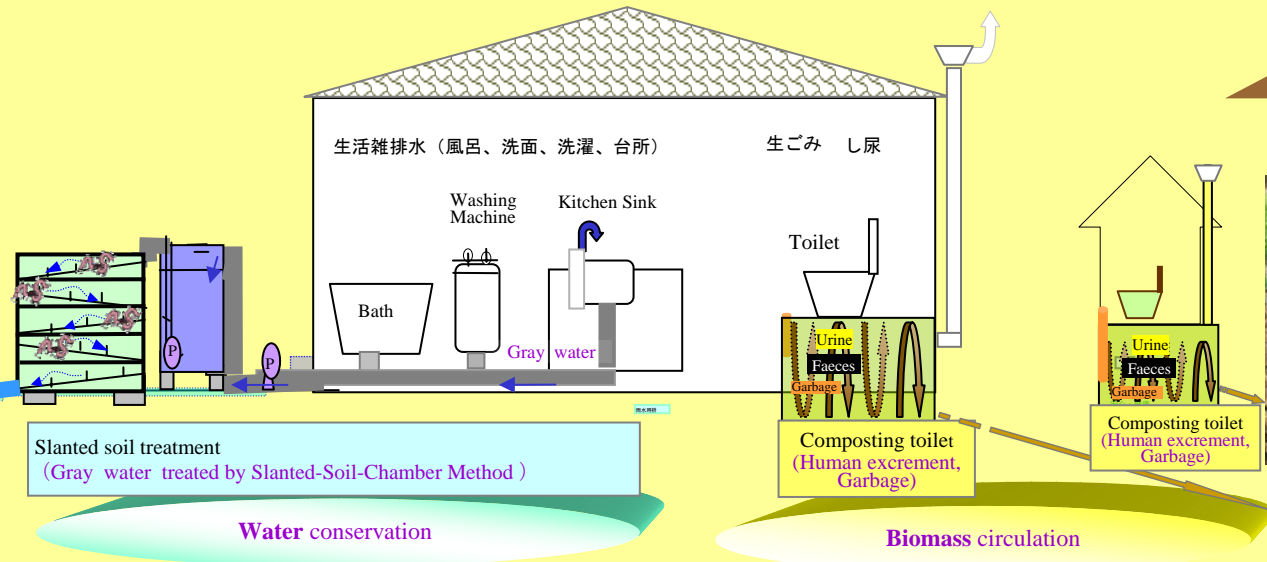 生活雑排水（風呂、洗面、洗濯、台所）
生ごみ し尿
Washing
Machine
Kitchen Sink
Toilet
Bath
Gray water
P
P
Urine
Faeces
Garbage
Urine
Faeces
Garbage
Slanted soil treatment
（Gray water treated by Slanted-Soil-Chamber Method ）
Composting toilet
(Human excrement,
Garbage)
Composting toilet
(Human excrement,
Garbage)
Water conservation
Biomass circulation